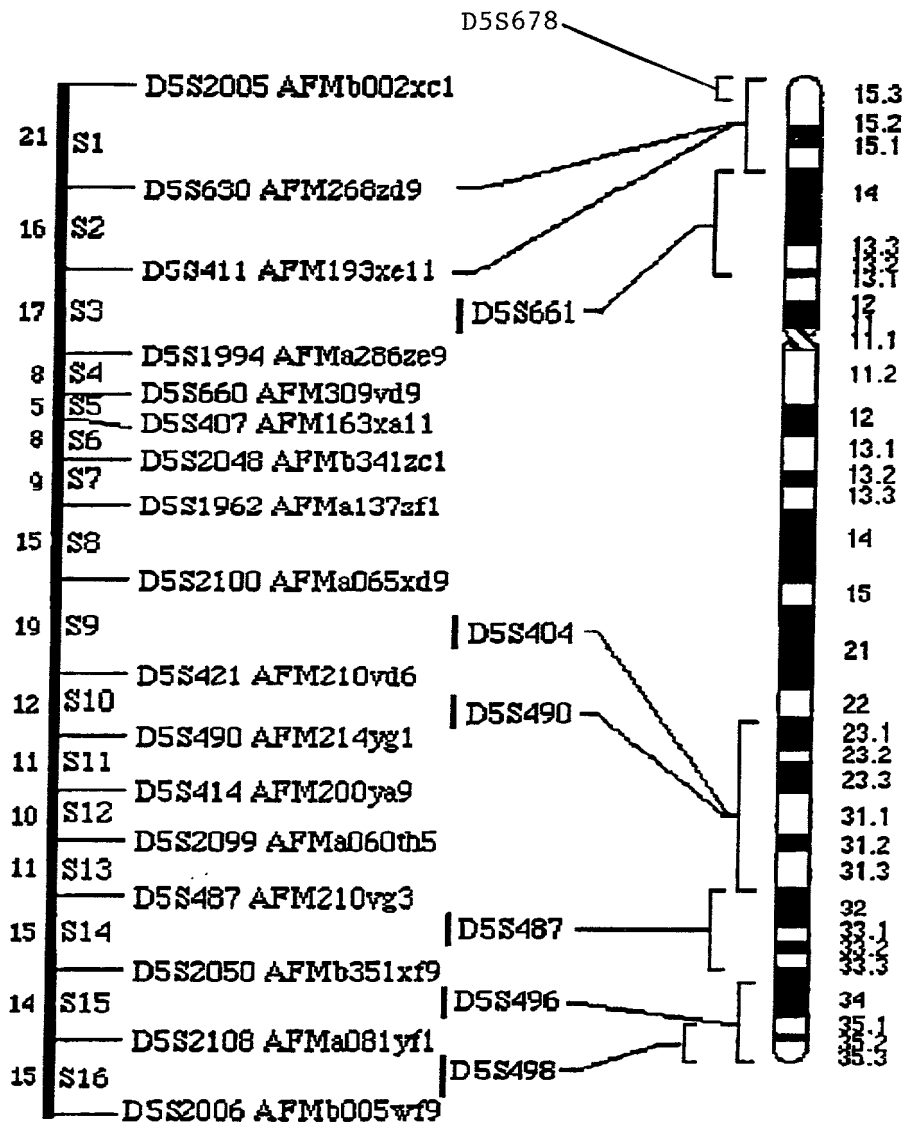 D5S678
D5S2005 AFMb002xc1
21 S1
D5S630 AFM268zd9
16 S2
D5S411 AFM193xe11
17 S3
D5S661
D5S1994 AFMa286ze9
8 S4
D5S660 AFM309vd9
5 S5
D5S407 AFM163xa11
8 S6
D5S2048 AFMb341zc1
9 S7
D5S1962 AFMa137zf1
15 S8
D5S2100 AFMa065xd9
19 S9
D5S404
D5S421 AFM210vd6
12 S10
D5S490
D5S490 AFM214yg1
11 S11
D5S414 AFM200ya9
10 S12
D5S2099 AFMa060th5
11 S13
D5S487 AFM210vg3
15 S14
D5S487
D5S2050 AFMb351xf9
14 S15
D5S496
D5S2108 AFMa081yf1
15 S16
D5S498
D5S2006 AFMb005wf9
15.3
15.2
15.1
14
13.3
13.1
12
11
11.1
11.2
12
13.1
13.2
13.3
14
15
21
22
23.1
23.2
23.3
31.1
31.2
31.3
32
33.1
33.2
33.3
34
35.1
35.2
35.3